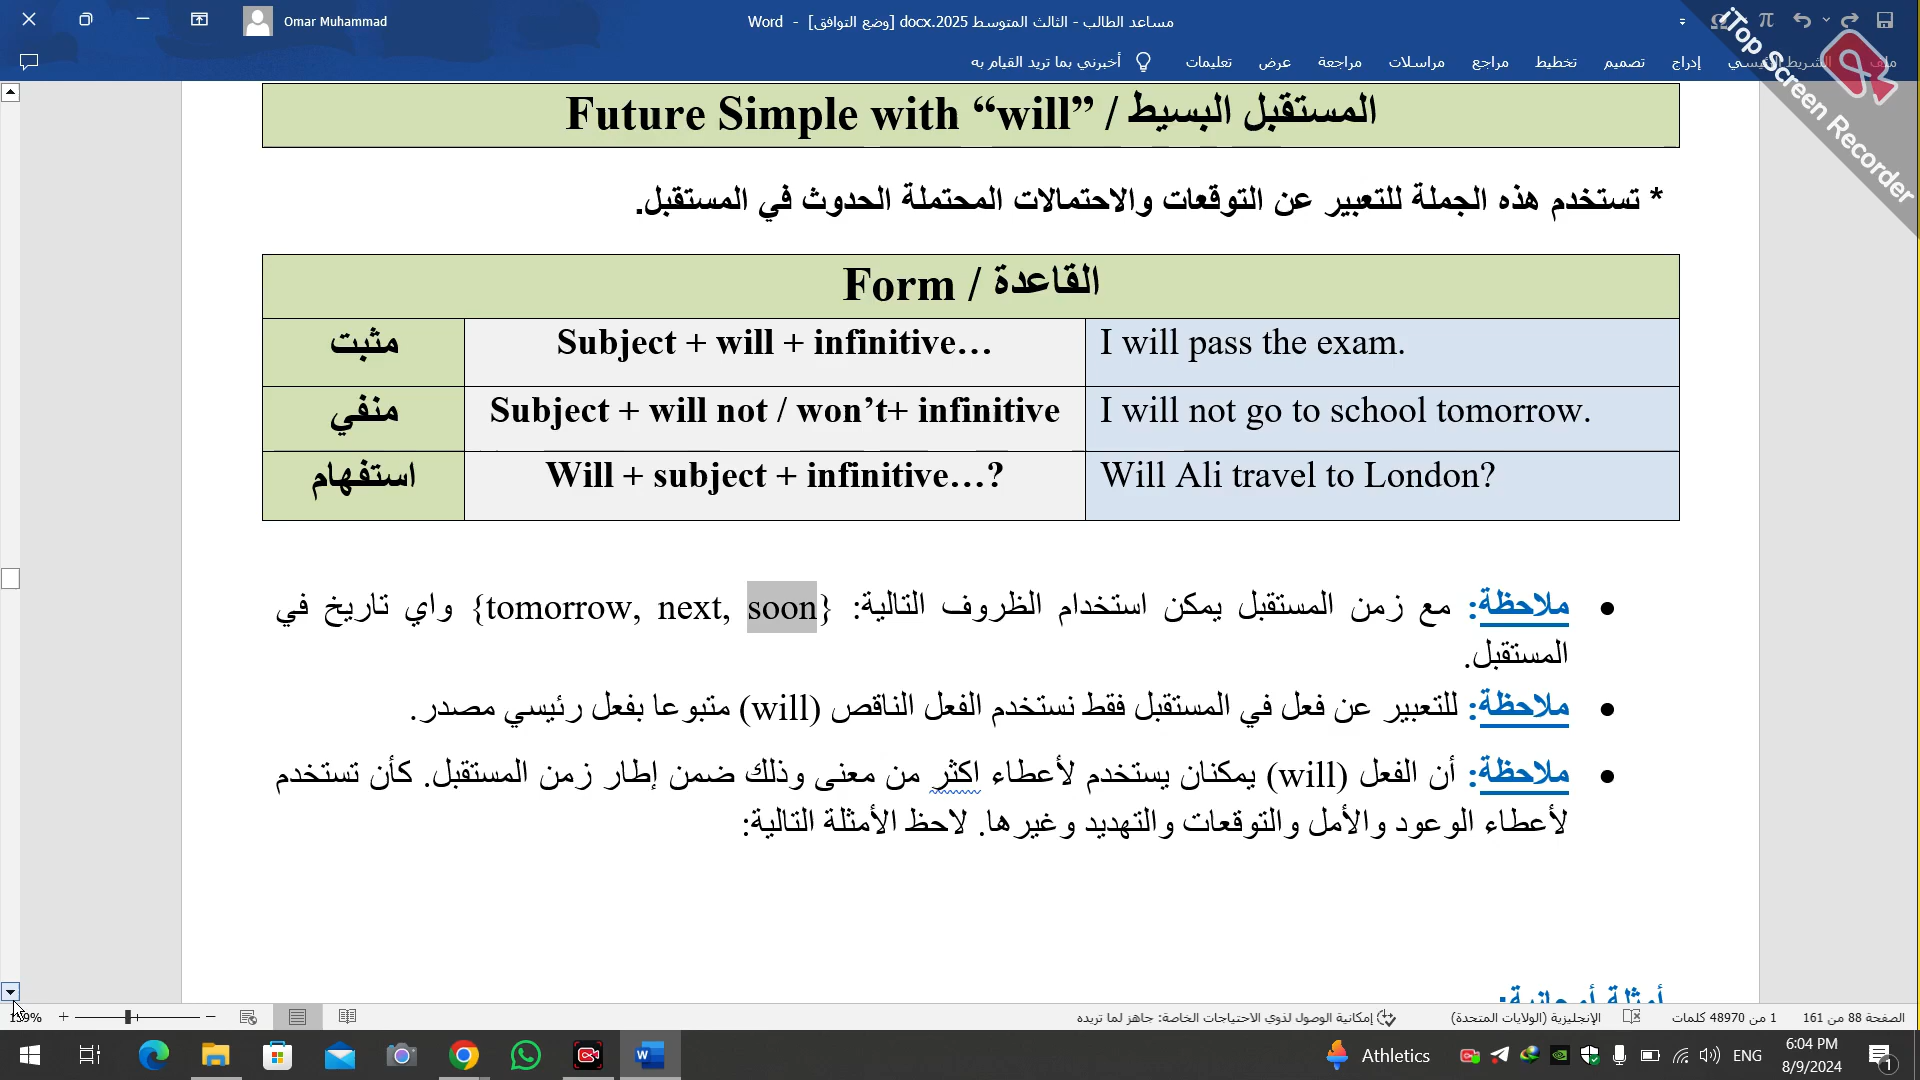 Omar Muhammad
مساعد الطالب - الثالث المتوسط 2025.docx [وضع التوافق] - Word
iTop Screen Recorder
إدراج تصميم تخطيط مراجع مراسلات مراجعة عرض تعليمات أخبرني بما تريد القيام به
Future Simple with “will” / المستقبل البسيط
* تستخدم هذه الجملة للتعبير عن التوقعات والاحتمالات المحتملة الحدوث في المستقبل.
Form / القاعدة
مثبت Subject + will + infinitive… I will pass the exam.
منفي Subject + will not / won’t+ infinitive I will not go to school tomorrow.
استفهام Will + subject + infinitive…? Will Ali travel to London?
● ملاحظة: مع زمن المستقبل يمكن استخدام الظروف التالية: {tomorrow, next, soon} واي تاريخ في
المستقبل.
● ملاحظة: للتعبير عن فعل في المستقبل فقط نستخدم الفعل الناقص (will) متبوعا بفعل رئيسي مصدر.
● ملاحظة: أن الفعل (will) يمكنان يستخدم لأعطاء اكثر من معنى وذلك ضمن إطار زمن المستقبل. كأن تستخدم
لأعطاء الوعود والأمل والتوقعات والتهديد وغيرها. لاحظ الأمثلة التالية:
الصفحة 88 من 161 1 من 48970 كلمات الإنجليزية (الولايات المتحدة) إمكانية الوصول لذوي الاحتياجات الخاصة: جاهز لما تريده
Athletics ENG 6:04 PM
8/9/2024 1